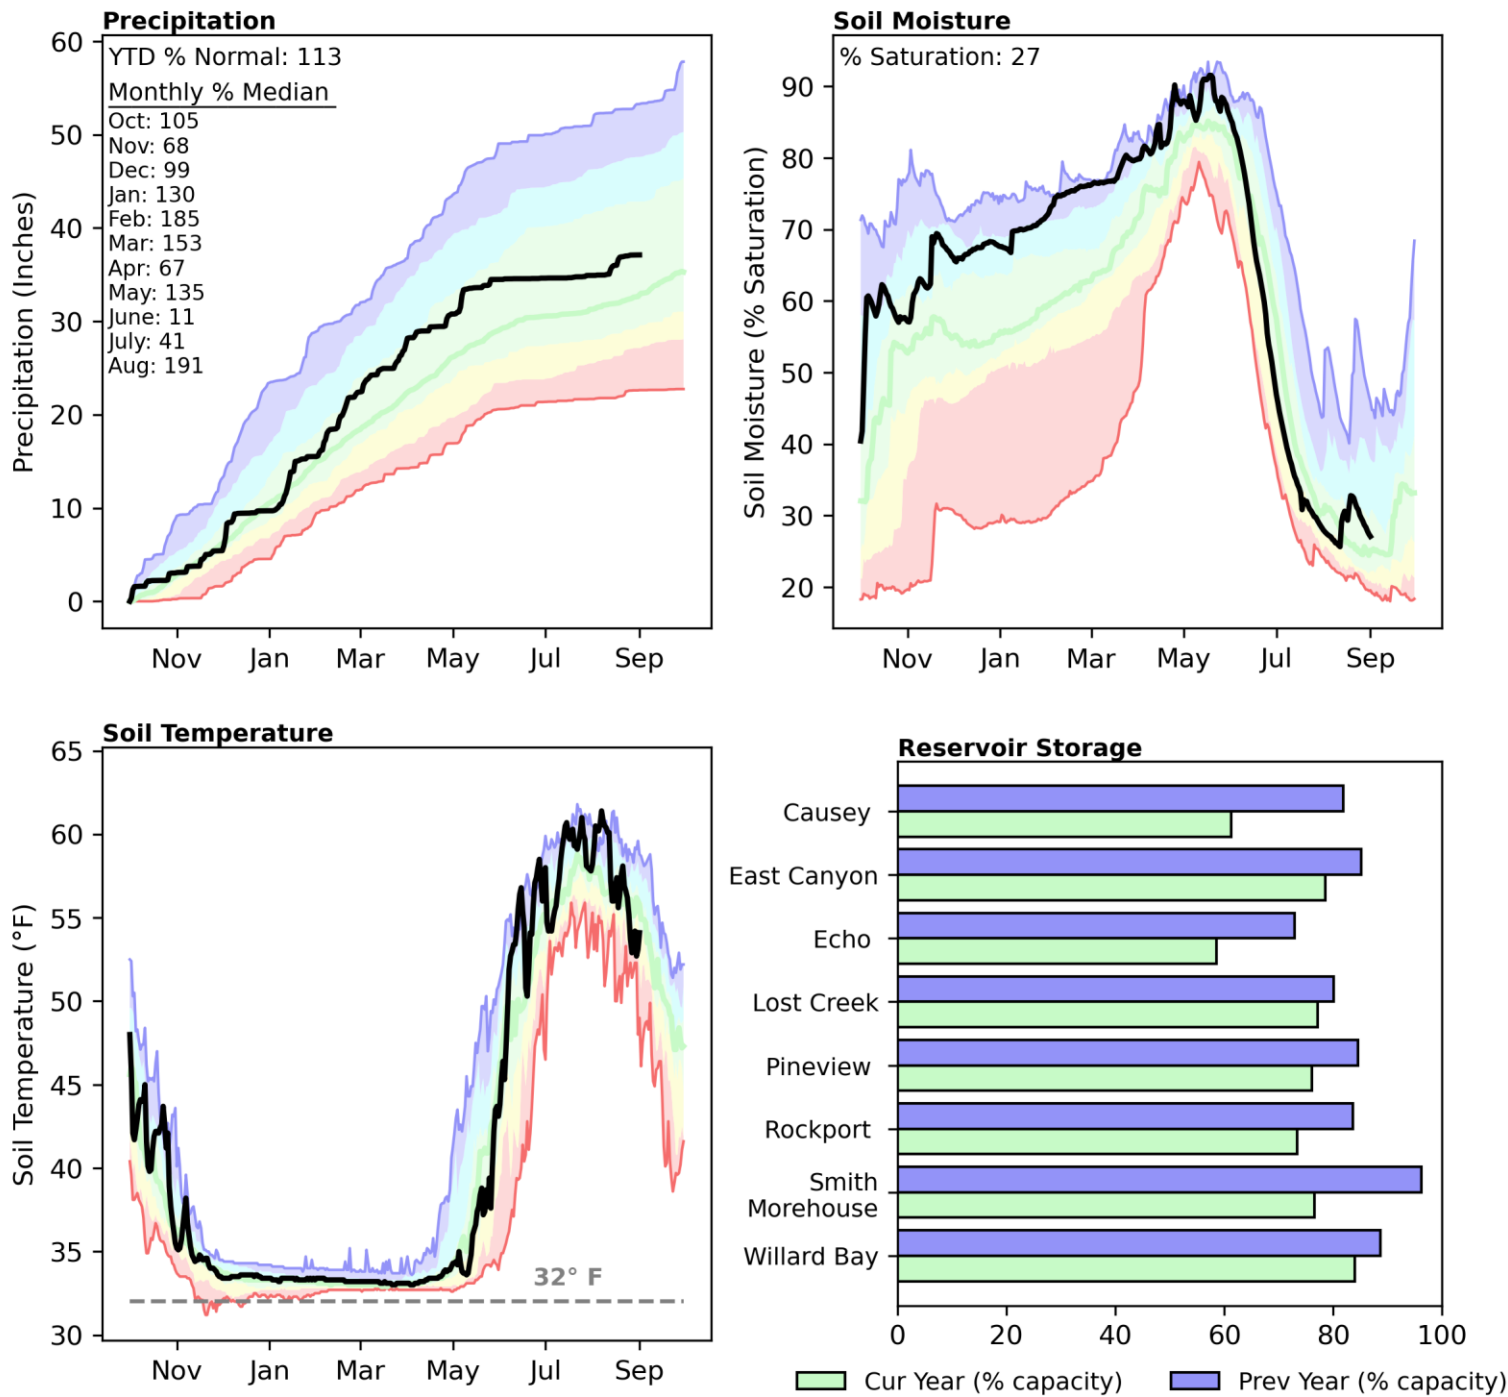 Precipitation
YTD % Normal: 113
Monthly % Median
Oct: 105
Nov: 68
Dec: 99
Jan: 130
Feb: 185
Mar: 153
Apr: 67
May: 135
June: 11
July: 41
Aug: 191
Precipitation (Inches)
60
50
40
30
20
10
0
Nov Jan Mar May Jul Sep
Soil Moisture
% Saturation: 27
Soil Moisture (% Saturation)
90
80
70
60
50
40
30
20
Nov Jan Mar May Jul Sep
Soil Temperature
Soil Temperature (°F)
65
60
55
50
45
40
35
30
32° F
Nov Jan Mar May Jul Sep
Reservoir Storage
Causey
East Canyon
Echo
Lost Creek
Pineview
Rockport
Smith
Morehouse
Willard Bay
0 20 40 60 80 100
Cur Year (% capacity) Prev Year (% capacity)